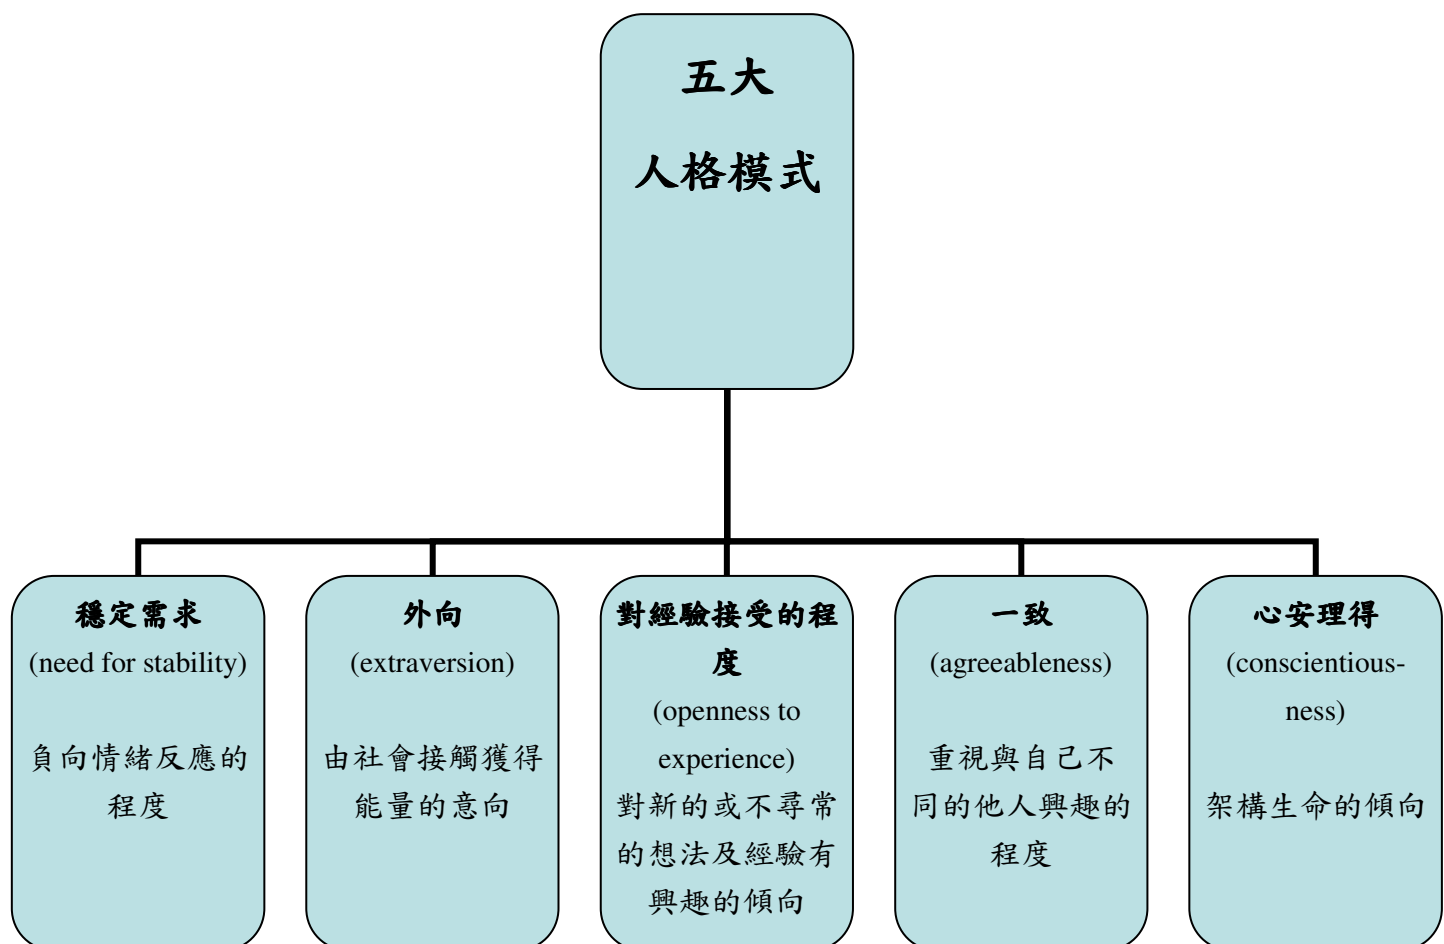 五大
人格模式
穩定需求
(need for stability)
負向情緒反應的
程度
外向
(extraversion)
由社會接觸獲得
能量的意向
對經驗接受的程
度
(openness to
experience)
對新的或不尋常
的想法及經驗有
興趣的傾向
一致
(agreeableness)
重視與自己不
同的他人興趣的
程度
心安理得
(conscientious-
ness)
架構生命的傾向